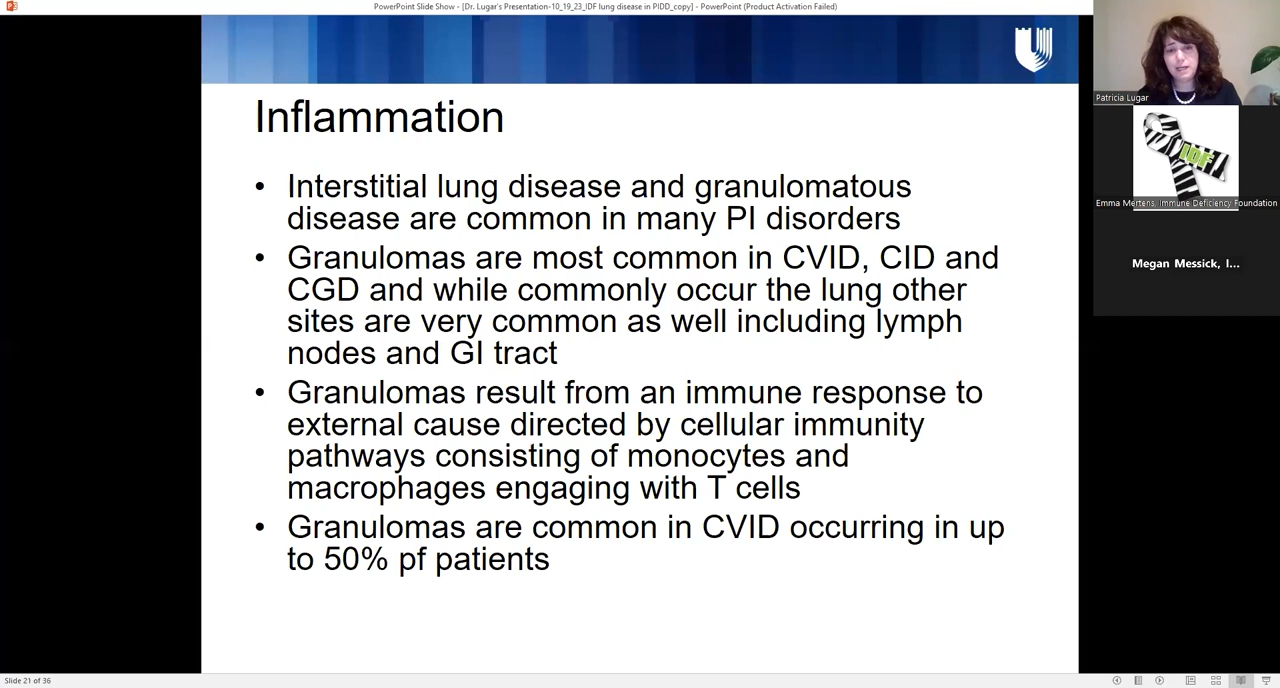 PowerPoint Slide Show - [Dr. Lugar's Presentation-10_19_23_IDF lung disease in PIDD_copy] - PowerPoint (Product Activation Failed)
Inflammation
• Interstitial lung disease and granulomatous
disease are common in many PI disorders
• Granulomas are most common in CVID, CID and
CGD and while commonly occur the lung other
sites are very common as well including lymph
nodes and GI tract
• Granulomas result from an immune response to
external cause directed by cellular immunity
pathways consisting of monocytes and
macrophages engaging with T cells
• Granulomas are common in CVID occurring in up
to 50% pf patients
Patricia Lugar
IDF
Emma Mertens, Immune Deficiency Foundation
Megan Messick, I...
Slide 21 of 36